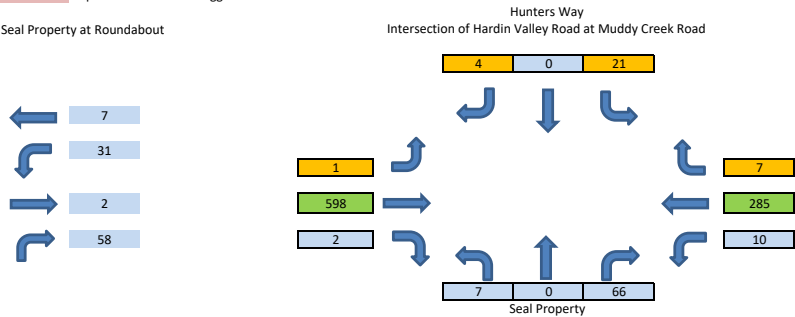 Hunters Way
Seal Property at Roundabout
Intersection of Hardin Valley Road at Muddy Creek Road
4 0 21
7
31
1 7
2 598 285
58 2 10
7 0 66
Seal Property